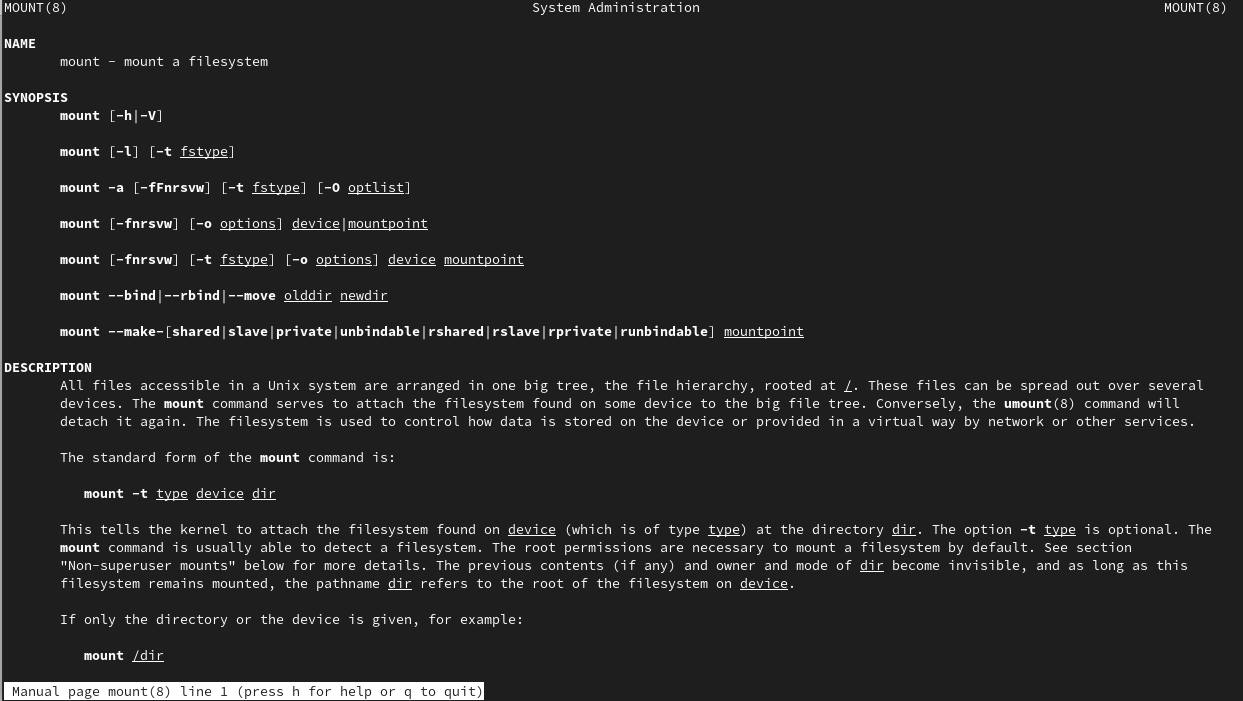 MOUNT(8) System Administration MOUNT(8)
NAME
mount - mount a filesystem
SYNOPSIS
mount [-h|-V]
mount [-l] [-t fstype]
mount -a [-fFnrsvw] [-t fstype] [-O optlist]
mount [-fnrsvw] [-o options] device|mountpoint
mount [-fnrsvw] [-t fstype] [-o options] device mountpoint
mount --bind|--rbind|--move olddir newdir
mount --make-[shared|slave|private|unbindable|rshared|rslave|rprivate|runbindable] mountpoint
DESCRIPTION
All files accessible in a Unix system are arranged in one big tree, the file hierarchy, rooted at /. These files can be spread out over several
devices. The mount command serves to attach the filesystem found on some device to the big file tree. Conversely, the umount(8) command will
detach it again. The filesystem is used to control how data is stored on the device or provided in a virtual way by network or other services.
The standard form of the mount command is:
mount -t type device dir
This tells the kernel to attach the filesystem found on device (which is of type type) at the directory dir. The option -t type is optional. The
mount command is usually able to detect a filesystem. The root permissions are necessary to mount a filesystem by default. See section
"Non-superuser mounts" below for more details. The previous contents (if any) and owner and mode of dir become invisible, and as long as this
filesystem remains mounted, the pathname dir refers to the root of the filesystem on device.
If only the directory or the device is given, for example:
mount /dir
Manual page mount(8) line 1 (press h for help or q to quit)